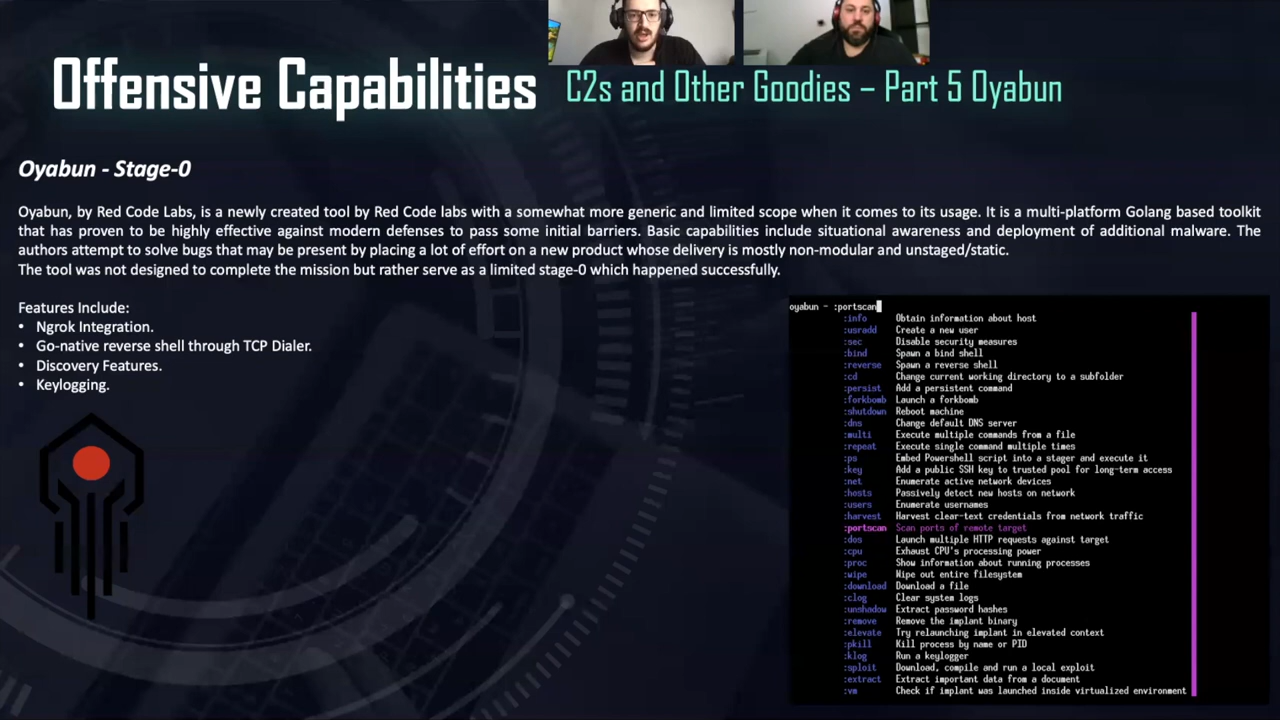 Offensive Capabilities
C2s and Other Goodies – Part 5 Oyabun
Oyabun - Stage-0
Oyabun, by Red Code Labs, is a newly created tool by Red Code labs with a somewhat more generic and limited scope when it comes to its usage. It is a multi-platform Golang based toolkit
that has proven to be highly effective against modern defenses to pass some initial barriers. Basic capabilities include situational awareness and deployment of additional malware. The
authors attempt to solve bugs that may be present by placing a lot of effort on a new product whose delivery is mostly non-modular and unstaged/static.
The tool was not designed to complete the mission but rather serve as a limited stage-0 which happened successfully.
Features Include:
• Ngrok Integration.
• Go-native reverse shell through TCP Dialer.
• Discovery Features.
• Keylogging.
oyabun - :portscan
:info Obtain information about host
:usradd Create a new user
:sec Disable security measures
:bind Spawn a bind shell
:reverse Spawn a reverse shell
:cd Change current working directory to a subfolder
:persist Add a persistent command
:forkbomb Launch a forkbomb
:shutdown Reboot machine
:dns Change default DNS server
:multi Execute multiple commands from a file
:repeat Execute single command multiple times
:ps Embed Powershell script into a stager and execute it
:key Add a public SSH key to trusted pool for long-term access
:net Enumerate active network devices
:hosts Passively detect new hosts on network
:users Enumerate usernames
:harvest Harvest clear-text credentials from network traffic
:portscan Scan ports of remote target
:dos Launch multiple HTTP requests against target
:cpu Exhaust CPU's processing power
:proc Show information about running processes
:wipe Wipe out entire filesystem
:download Download a file
:clog Clear system logs
:unshadow Extract password hashes
:remove Remove the implant binary
:elevate Try relaunching implant in elevated context
:pkill Kill process by name or PID
:klog Run a keylogger
:sploit Download, compile and run a local exploit
:extract Extract important data from a document
:vm Check if implant was launched inside virtualized environment